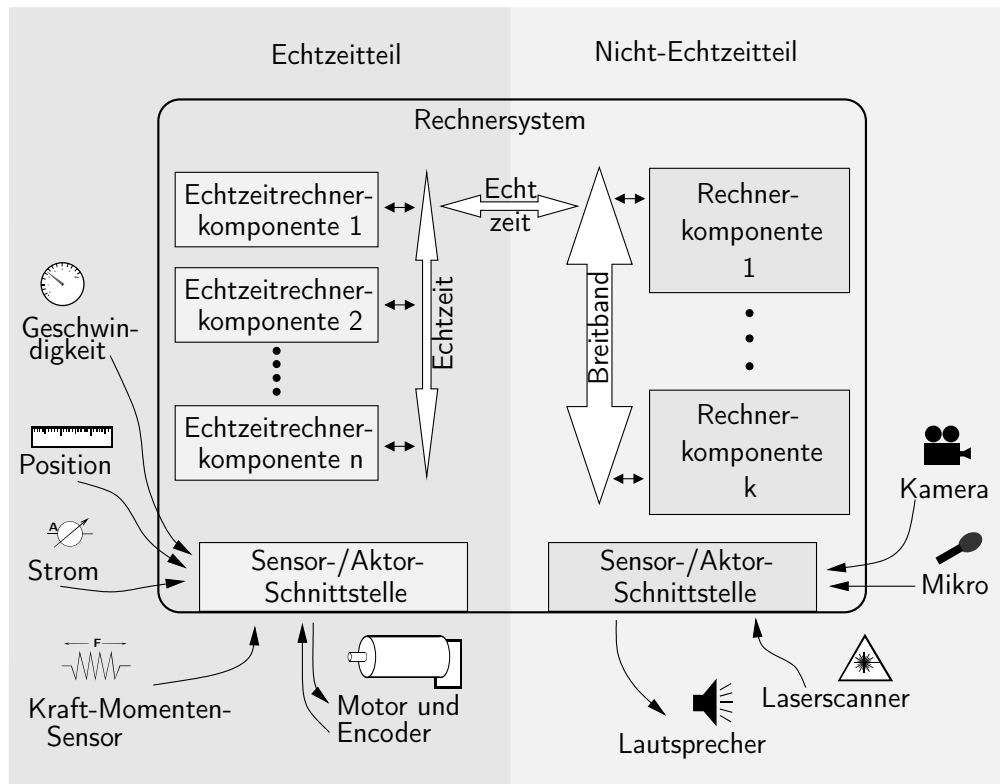 Echtzeitteil
Nicht-Echtzeitteil
Rechnersystem
Echtzeitrechner-
komponente 1
Echt
zeit
Rechner-
komponente
1
Echtzeitrechner-
komponente 2
Echtzeit
Breitband
Echtzeitrechner-
komponente n
Rechner-
komponente
k
Geschwin-
digkeit
Position
A
Strom
Kamera
Mikro
Sensor-/Aktor-
Schnittstelle
Sensor-/Aktor-
Schnittstelle
F
Kraft-Momenten-
Sensor
Motor und
Encoder
Lautsprecher
Laserscanner